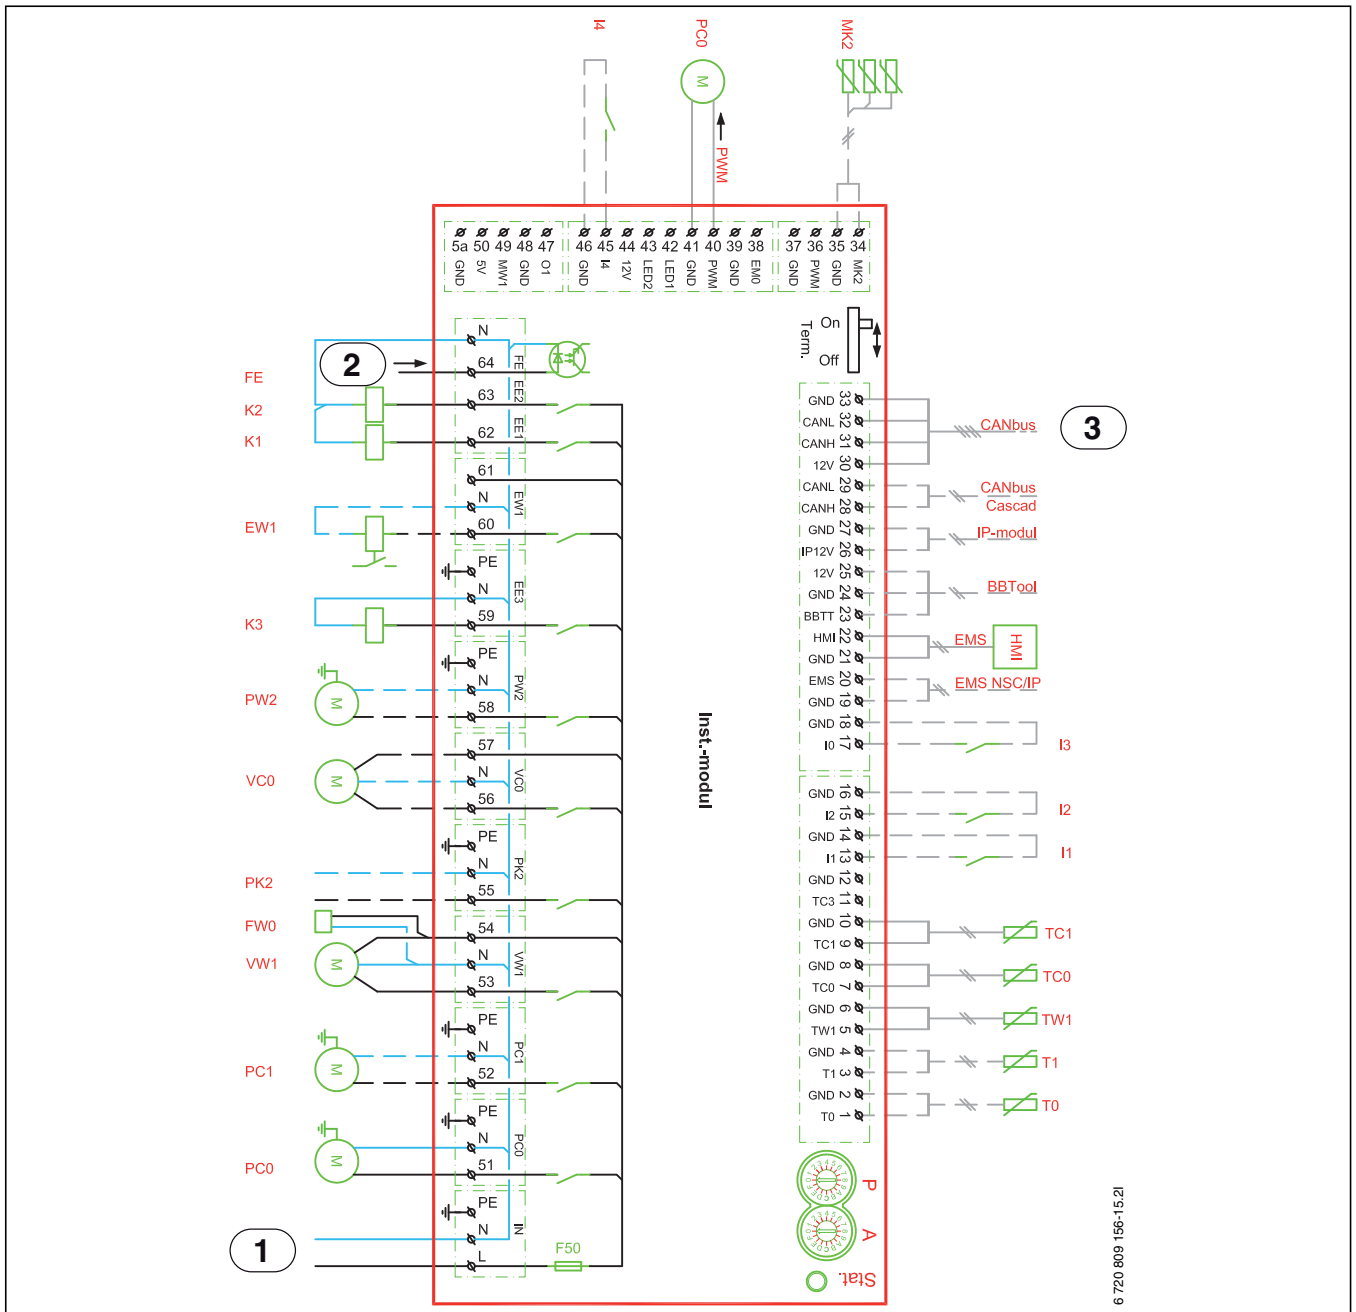 I4
PC0
MK2
M
PWM
5a 50 49 48 47 46 45 44 43 42 41 40 39 38 37 36 35 34
GND 5V MW1 GND O1 GND I4 12V LED2 LED1 GND PWM GND EM0 GND PWM GND MK2
Term.
On
Off
N
2
64
FE
FE
63
EE2
K2
62
EE1
K1
61
N
EW1
60
EW1
PE
N
EE3
59
K3
PE
N
PW2
58
PW2
M
57
N
VC0
56
VC0
M
PE
N
PK2
55
PK2
FW0
54
N
VW1
53
VW1
M
PE
N
PC1
52
PC1
M
PE
N
PC0
51
PC0
M
PE
N
IN
L
1
F50
Inst.-modul
GND 33
CANL 32
CANH 31
12V 30
CANbus
3
CANL 29
CANH 28
CANbus
Cascad
GND 27
IP12V 26
IP-modul
12V 25
GND 24
BBTT 23
BBTool
HMI 22
GND 21
EMS
HMI
EMS 20
GND 19
EMS NSC/IP
GND 18
I0 17
I3
GND 16
I2 15
I2
GND 14
I1 13
I1
GND 12
TC3 11
GND 10
TC1 9
TC1
GND 8
TC0 7
TC0
GND 6
TW1 5
TW1
GND 4
T1 3
T1
GND 2
T0 1
T0
P
A
Stat.
6 720 809 156-15.2I